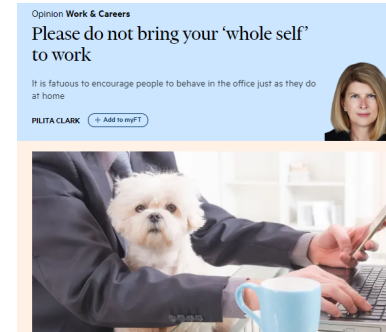 Opinion Work & Careers
Please do not bring your ‘whole self’
to work
It is fatuous to encourage people to behave in the office just as they do
at home
PILITA CLARK + Add to myFT